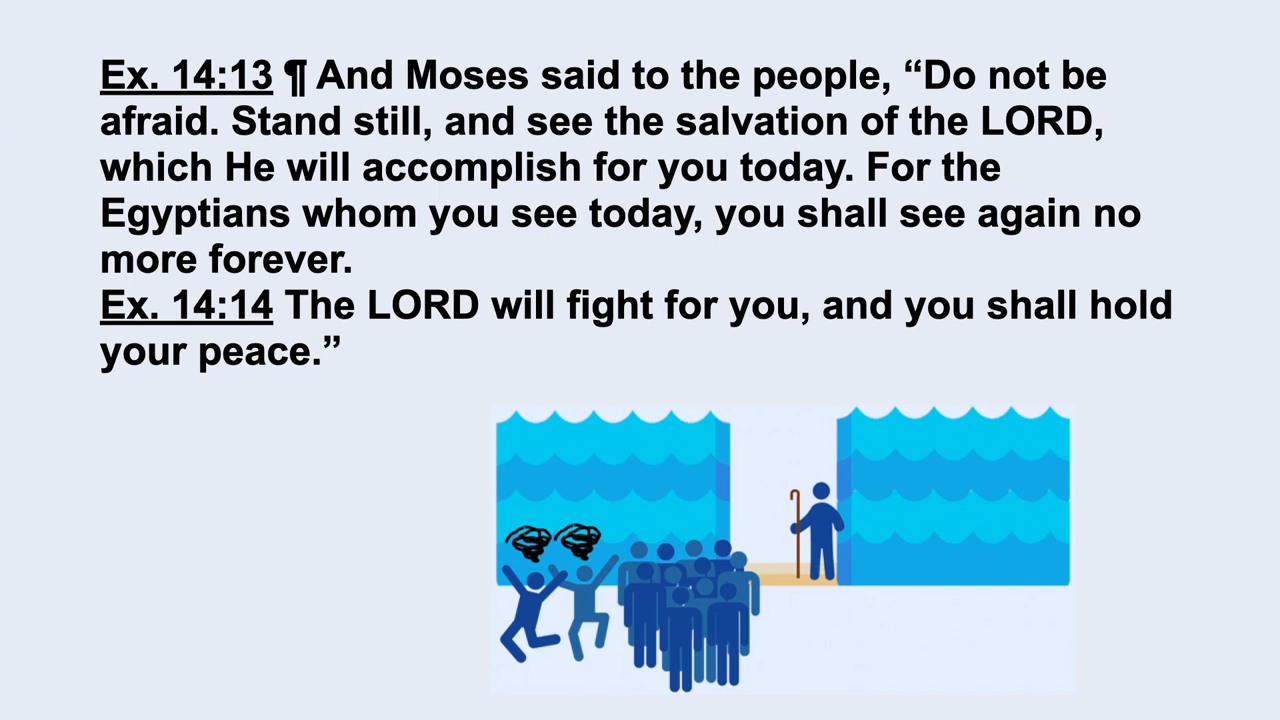 Ex. 14:13 ¶ And Moses said to the people, “Do not be
afraid. Stand still, and see the salvation of the LORD,
which He will accomplish for you today. For the
Egyptians whom you see today, you shall see again no
more forever.
Ex. 14:14 The LORD will fight for you, and you shall hold
your peace.”